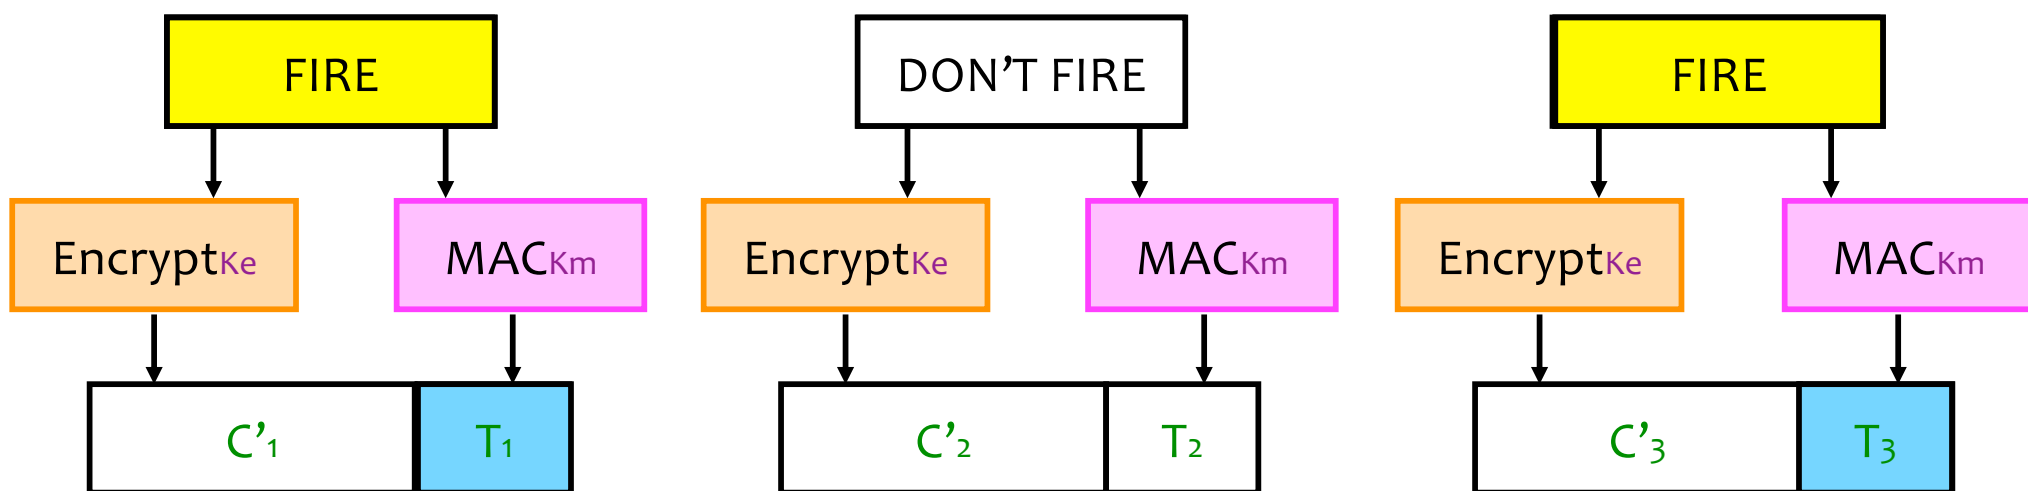 FIRE
DON’T FIRE
FIRE
EncryptKe
MACKm
EncryptKe
MACKm
EncryptKe
MACKm
C’1
T1
C’2
T2
C’3
T3